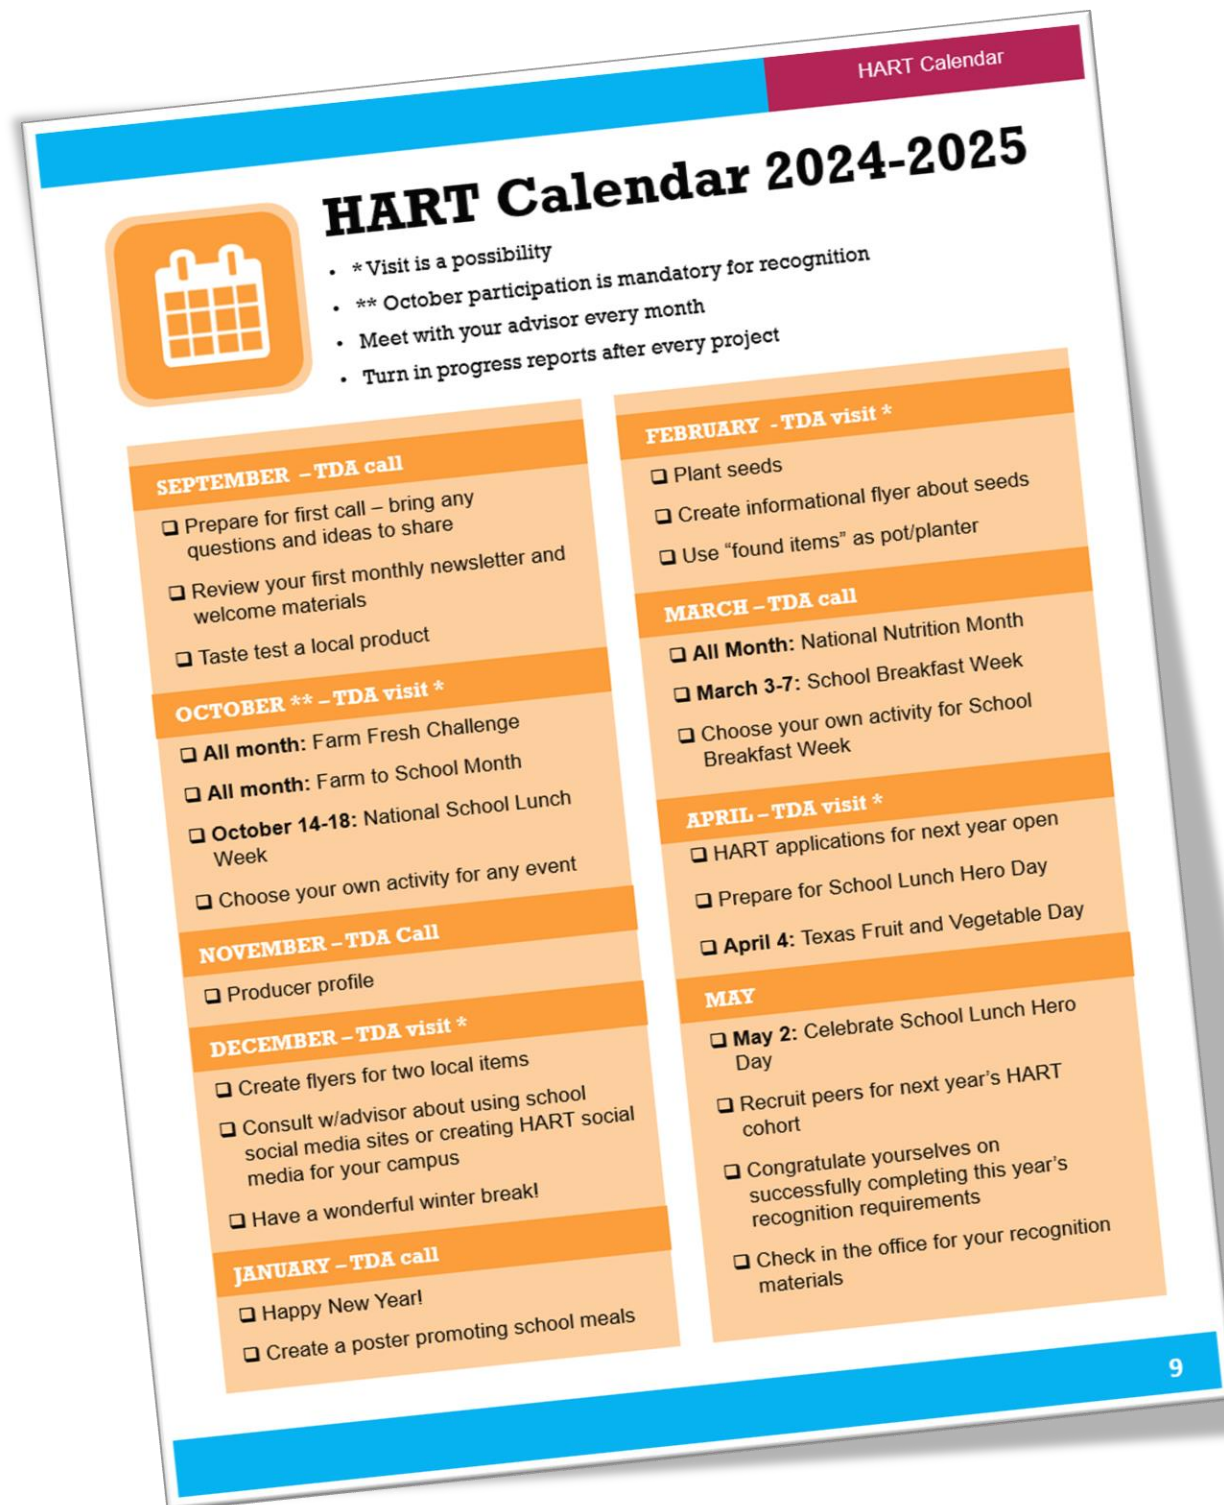 HART Calendar
HART Calendar 2024-2025
• * Visit is a possibility
• ** October participation is mandatory for recognition
• Meet with your advisor every month
• Turn in progress reports after every project
SEPTEMBER – TDA call
❑ Prepare for first call – bring any
questions and ideas to share
❑ Review your first monthly newsletter and
welcome materials
❑ Taste test a local product
OCTOBER ** – TDA visit *
❑ All month: Farm Fresh Challenge
❑ All month: Farm to School Month
❑ October 14-18: National School Lunch
Week
❑ Choose your own activity for any event
NOVEMBER – TDA Call
❑ Producer profile
DECEMBER – TDA visit *
❑ Create flyers for two local items
❑ Consult w/advisor about using school
social media sites or creating HART social
media for your campus
❑ Have a wonderful winter break!
JANUARY – TDA call
❑ Happy New Year!
❑ Create a poster promoting school meals
FEBRUARY - TDA visit *
❑ Plant seeds
❑ Create informational flyer about seeds
❑ Use “found items” as pot/planter
MARCH – TDA call
❑ All Month: National Nutrition Month
❑ March 3-7: School Breakfast Week
❑ Choose your own activity for School
Breakfast Week
APRIL – TDA visit *
❑ HART applications for next year open
❑ Prepare for School Lunch Hero Day
❑ April 4: Texas Fruit and Vegetable Day
MAY
❑ May 2: Celebrate School Lunch Hero
Day
❑ Recruit peers for next year’s HART
cohort
❑ Congratulate yourselves on
successfully completing this year’s
recognition requirements
❑ Check in the office for your recognition
materials
9